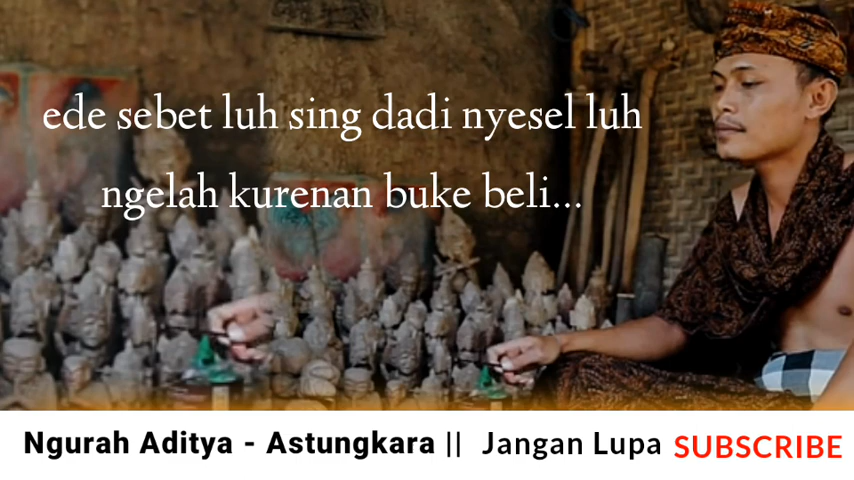 ede sebet luh sing dadi nyesel luh
ngelah kurenan buke beli...
Ngurah Aditya - Astungkara || Jangan Lupa SUBSCRIBE